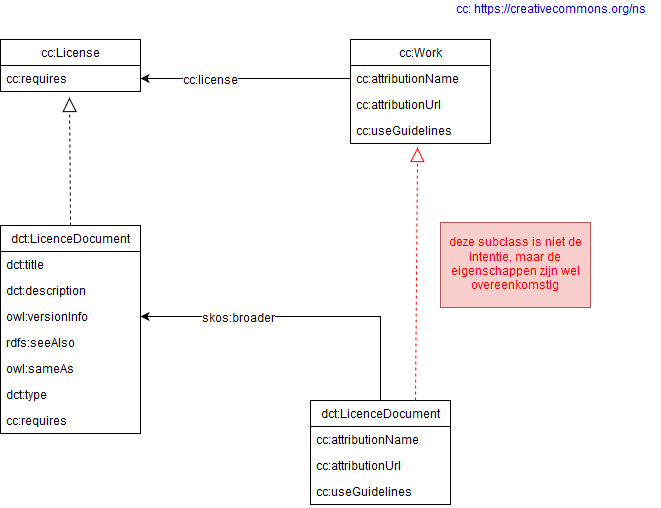 cc: https://creativecommons.org/ns
cc:License
cc:requires
cc:license
cc:Work
cc:attributionName
cc:attributionUrl
cc:useGuidelines
dct:LicenceDocument
dct:title
dct:description
owl:versionInfo
rdfs:seeAlso
owl:sameAs
dct:type
cc:requires
skos:broader
deze subclass is niet de
intentie, maar de
eigenschappen zijn wel
overeenkomstig
dct:LicenceDocument
cc:attributionName
cc:attributionUrl
cc:useGuidelines